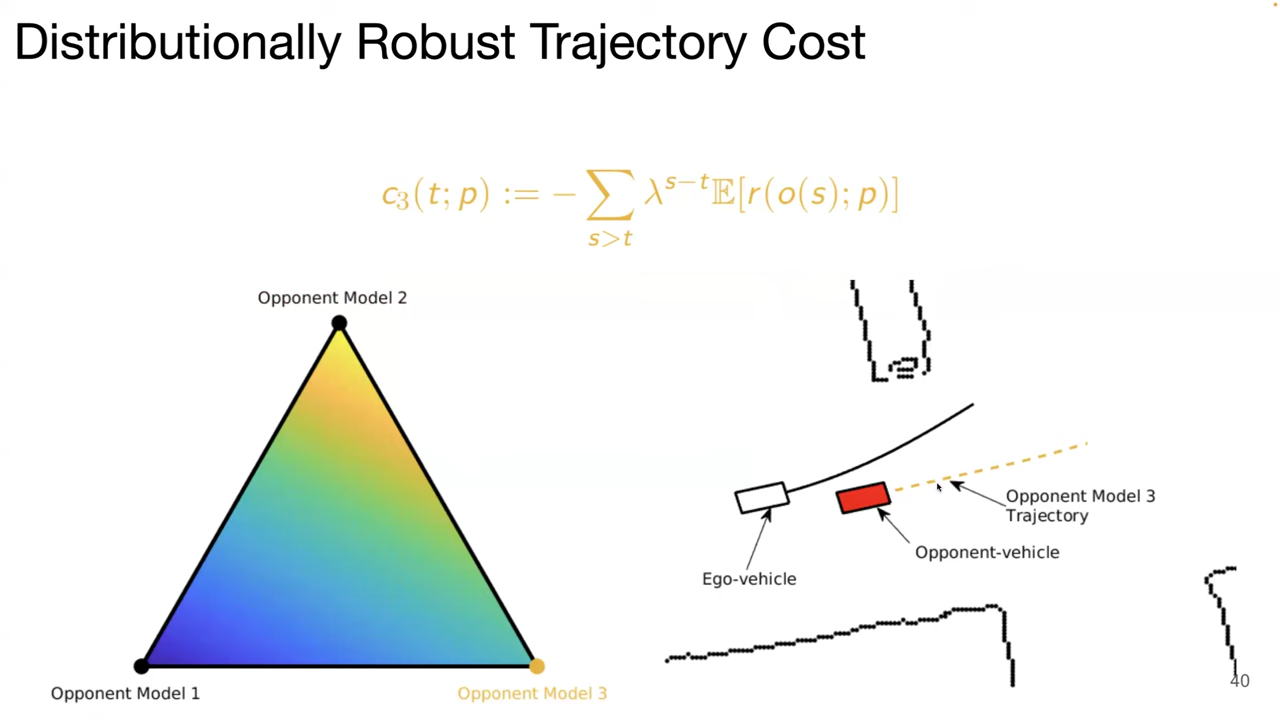 Distributionally Robust Trajectory Cost
c₃(t; p) := − ∑ λ^{s−t} 𝔼[r(o(s); p)]
s>t
Opponent Model 2
Opponent Model 3
Trajectory
Opponent-vehicle
Ego-vehicle
Opponent Model 1
Opponent Model 3
40